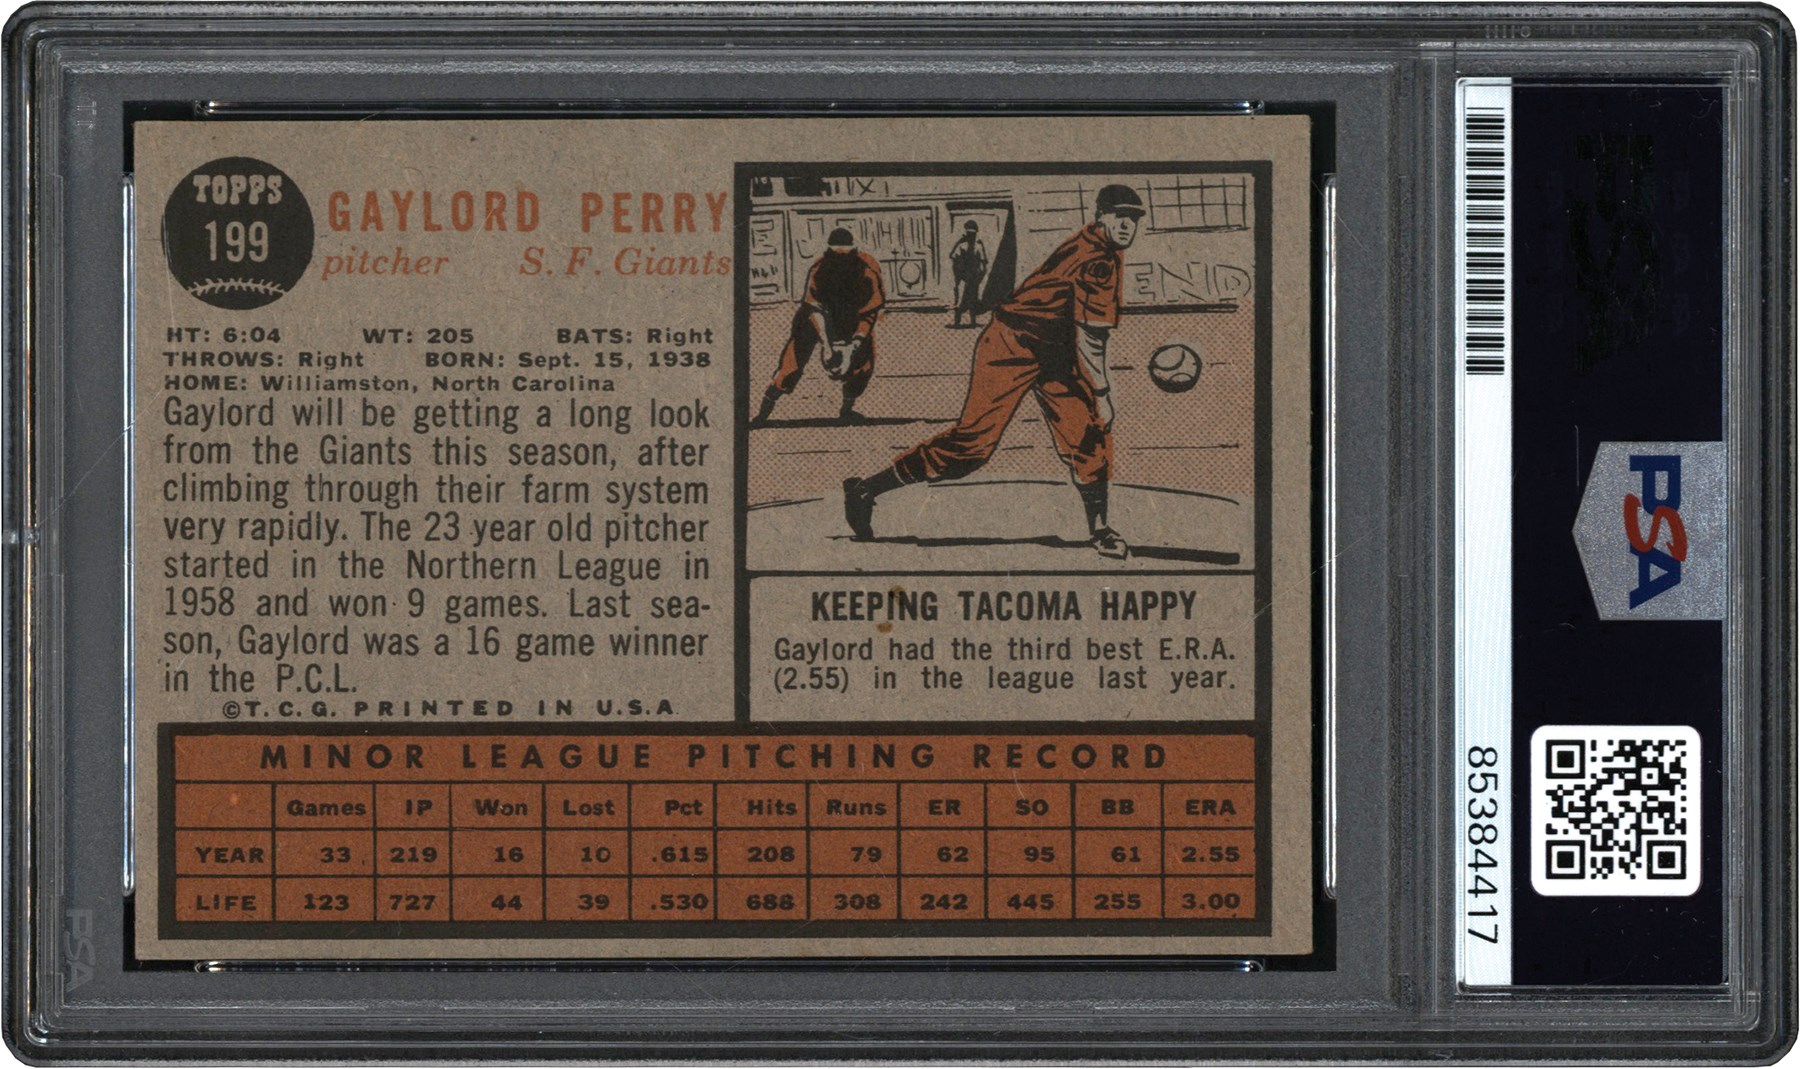 TOPPS
199
GAYLORD PERRY
pitcher S. F. Giants
HT: 6:04 WT: 205 BATS: Right
THROWS: Right BORN: Sept. 15, 1938
HOME: Williamston, North Carolina
Gaylord will be getting a long look
from the Giants this season, after
climbing through their farm system
very rapidly. The 23 year old pitcher
started in the Northern League in
1958 and won 9 games. Last sea-
son, Gaylord was a 16 game winner
in the P.C.L.
©T. C. G. PRINTED IN U.S.A.
END
KEEPING TACOMA HAPPY
Gaylord had the third best E.R.A.
(2.55) in the league last year.
MINOR LEAGUE PITCHING RECORD
Games IP Won Lost Pct Hits Runs ER SO BB ERA
YEAR 33 219 16 10 .615 208 79 62 95 61 2.55
LIFE 123 727 44 39 .530 688 308 242 445 255 3.00
PSA
85384417
PSA